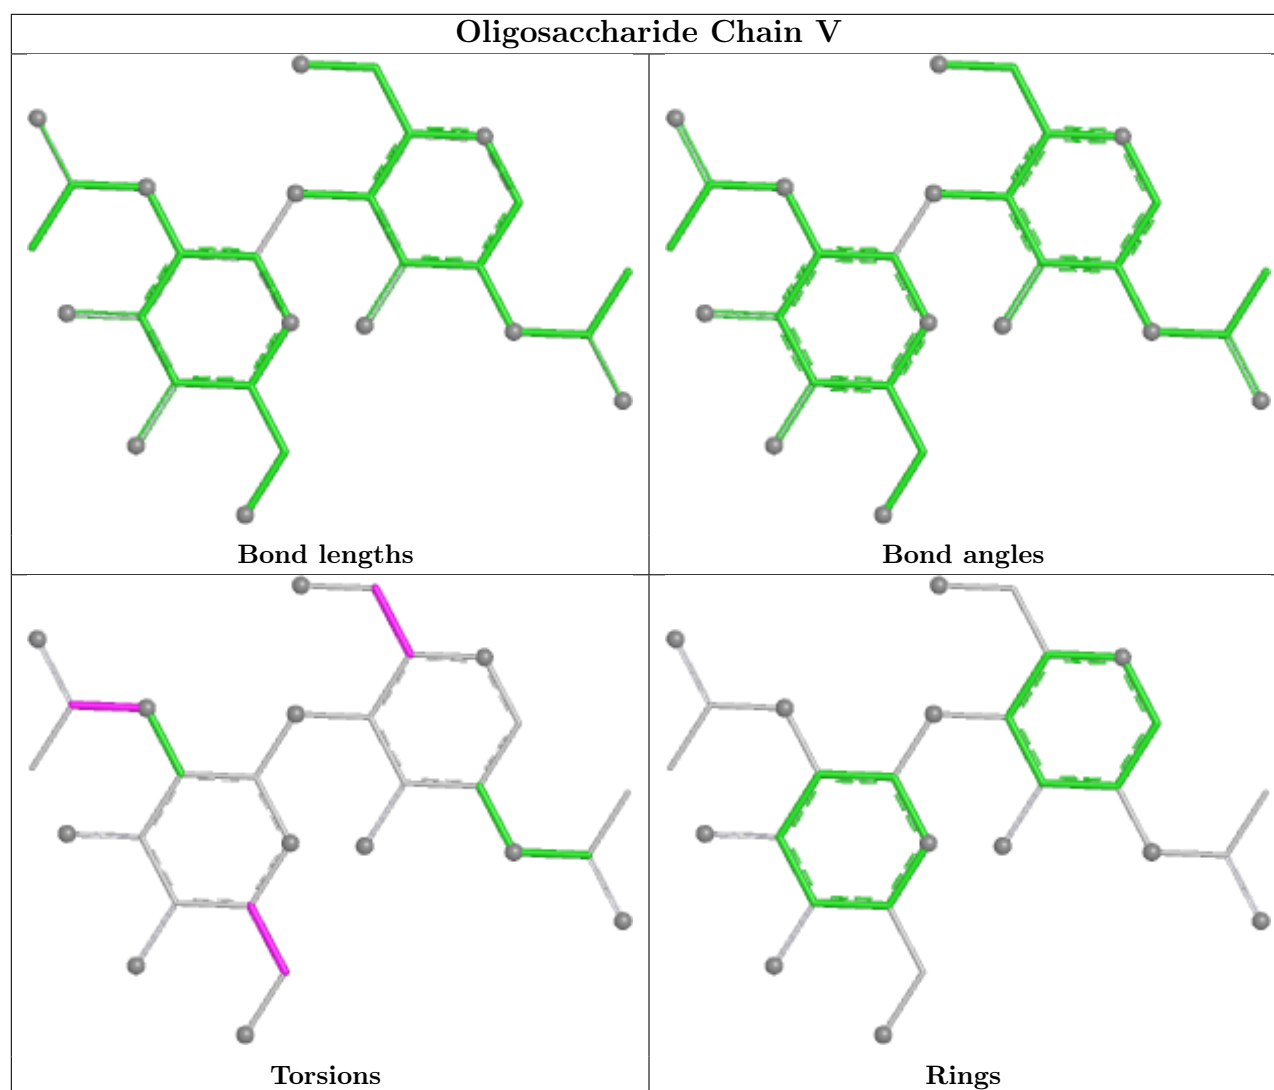 Oligosaccharide Chain V
Bond lengths
Bond angles
Torsions
Rings